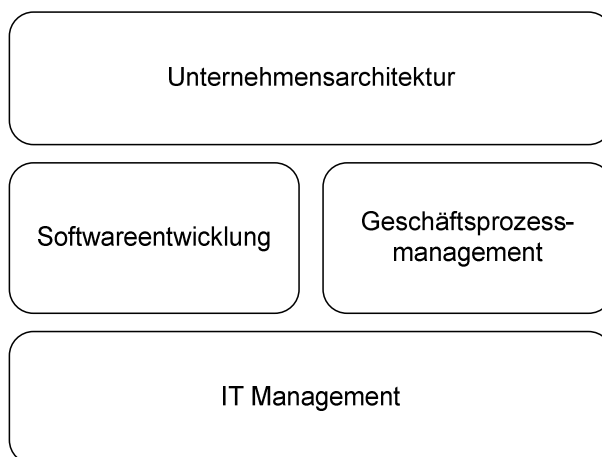 Unternehmensarchitektur
Softwareentwicklung
Geschäftsprozess-
management
IT Management